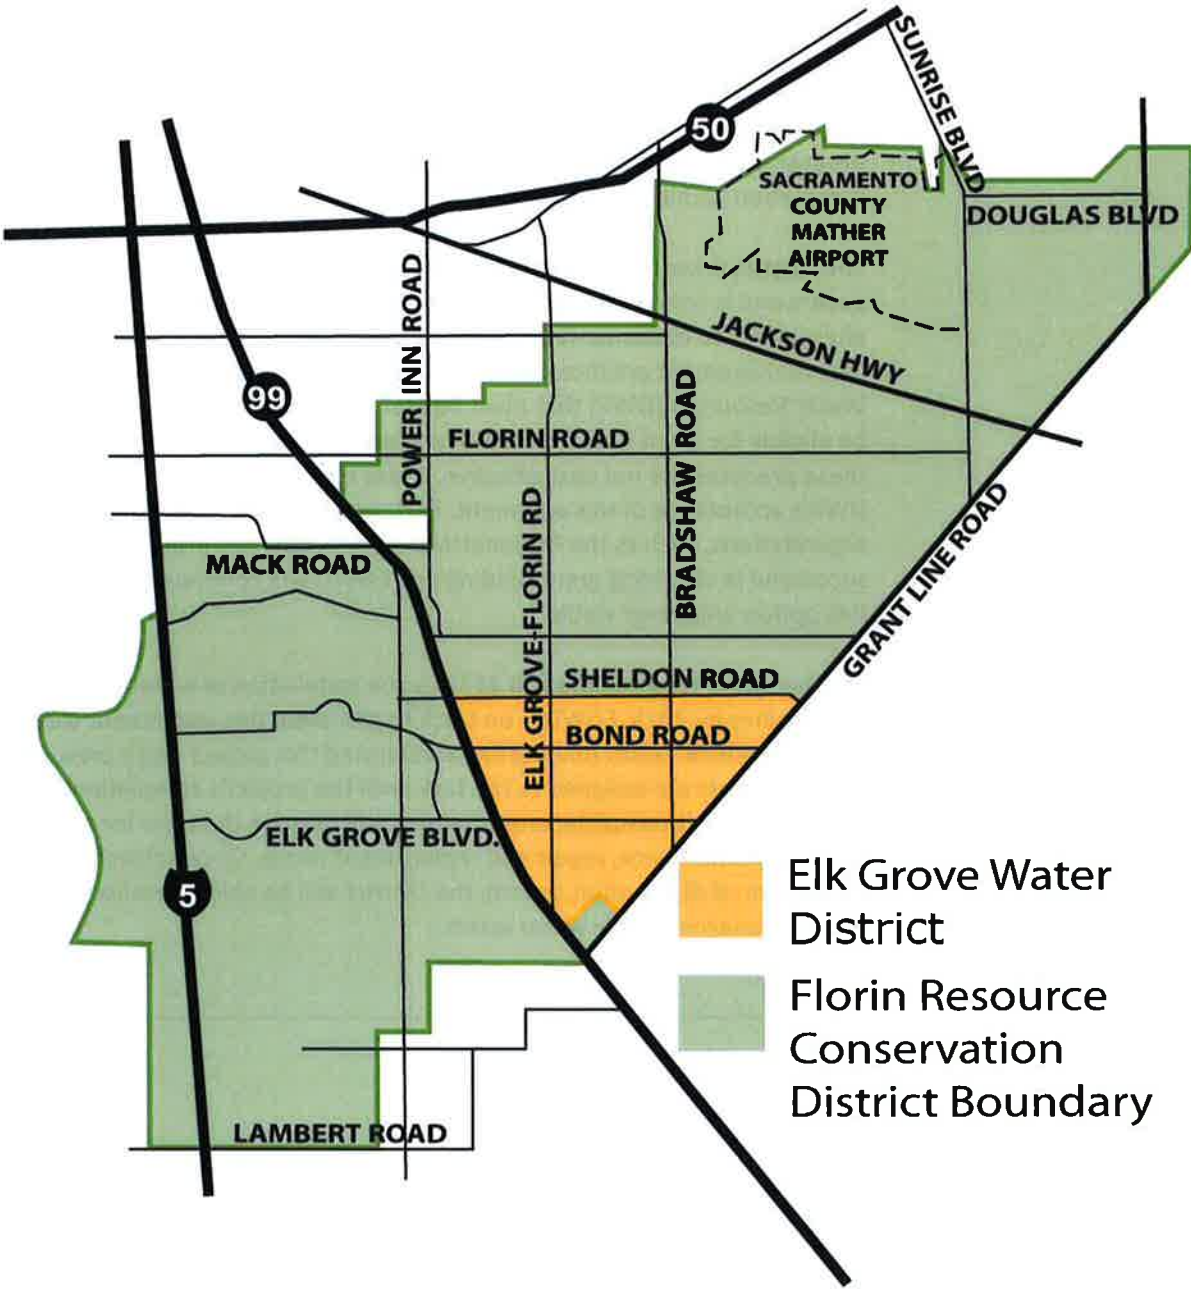 SUNRISE BLVD
50
SACRAMENTO
COUNTY
MATHER
AIRPORT
DOUGLAS BLVD
JACKSON HWY
POWER INN ROAD
99
FLORIN ROAD
BRADSHAW ROAD
ELK GROVE-FLORIN RD
GRANT LINE ROAD
MACK ROAD
SHELDON ROAD
BOND ROAD
ELK GROVE BLVD.
5
LAMBERT ROAD
Elk Grove Water
District
Florin Resource
Conservation
District Boundary